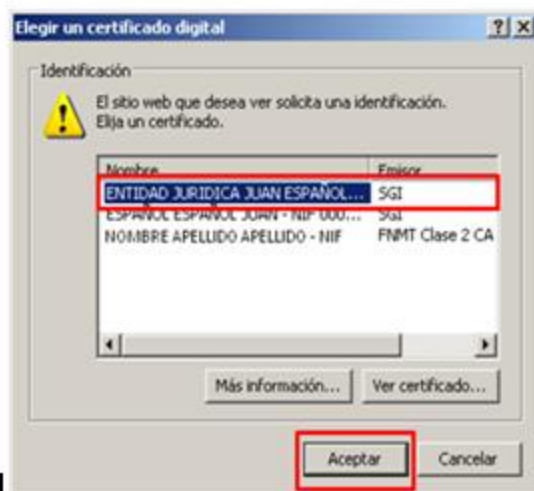 Elegir un certificado digital
Identificación
El sitio web que desea ver solicita una identificación.
Elija un certificado.
Nombre Emisor
ENTIDAD JURIDICA JUAN ESPAÑOL... SGI
ESPAÑOL ESPAÑOL JUAN - NIF 000... SGI
NOMBRE APELLIDO APELLIDO - NIF FNMT Clase 2 CA
Más información... Ver certificado...
Aceptar Cancelar